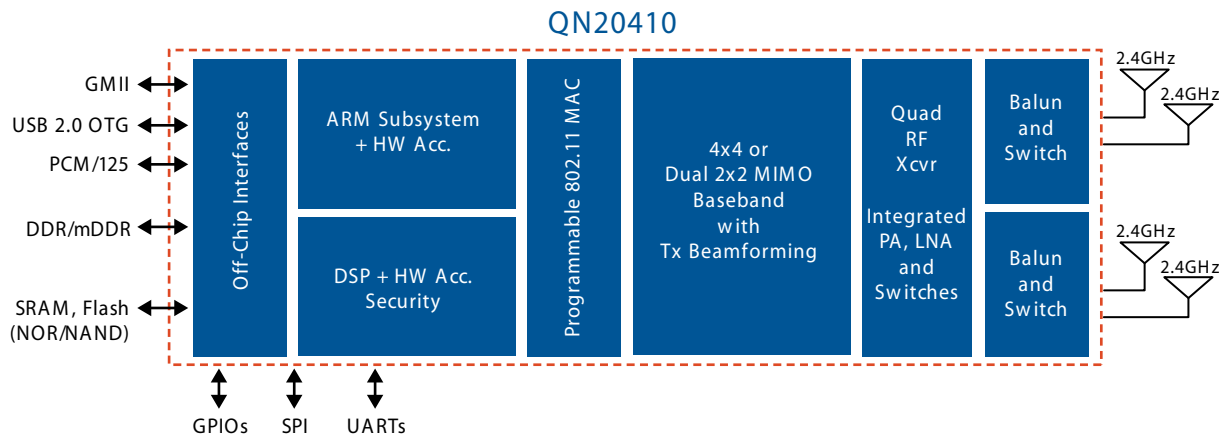 QN20410
GMII
USB 2.0 OTG
PCM/125
DDR/mDDR
SRAM, Flash
(NOR/NAND)
Off-Chip Interfaces
ARM Subsystem
+ HW Acc.
DSP + HW Acc.
Security
Programmable 802.11 MAC
4x4 or
Dual 2x2 MIMO
Baseband
with
Tx Beamforming
Quad
RF
Xcvr
Integrated
PA, LNA
and
Switches
Balun
and
Switch
Balun
and
Switch
2.4GHz
2.4GHz
2.4GHz
2.4GHz
GPIOs
SPI
UARTs